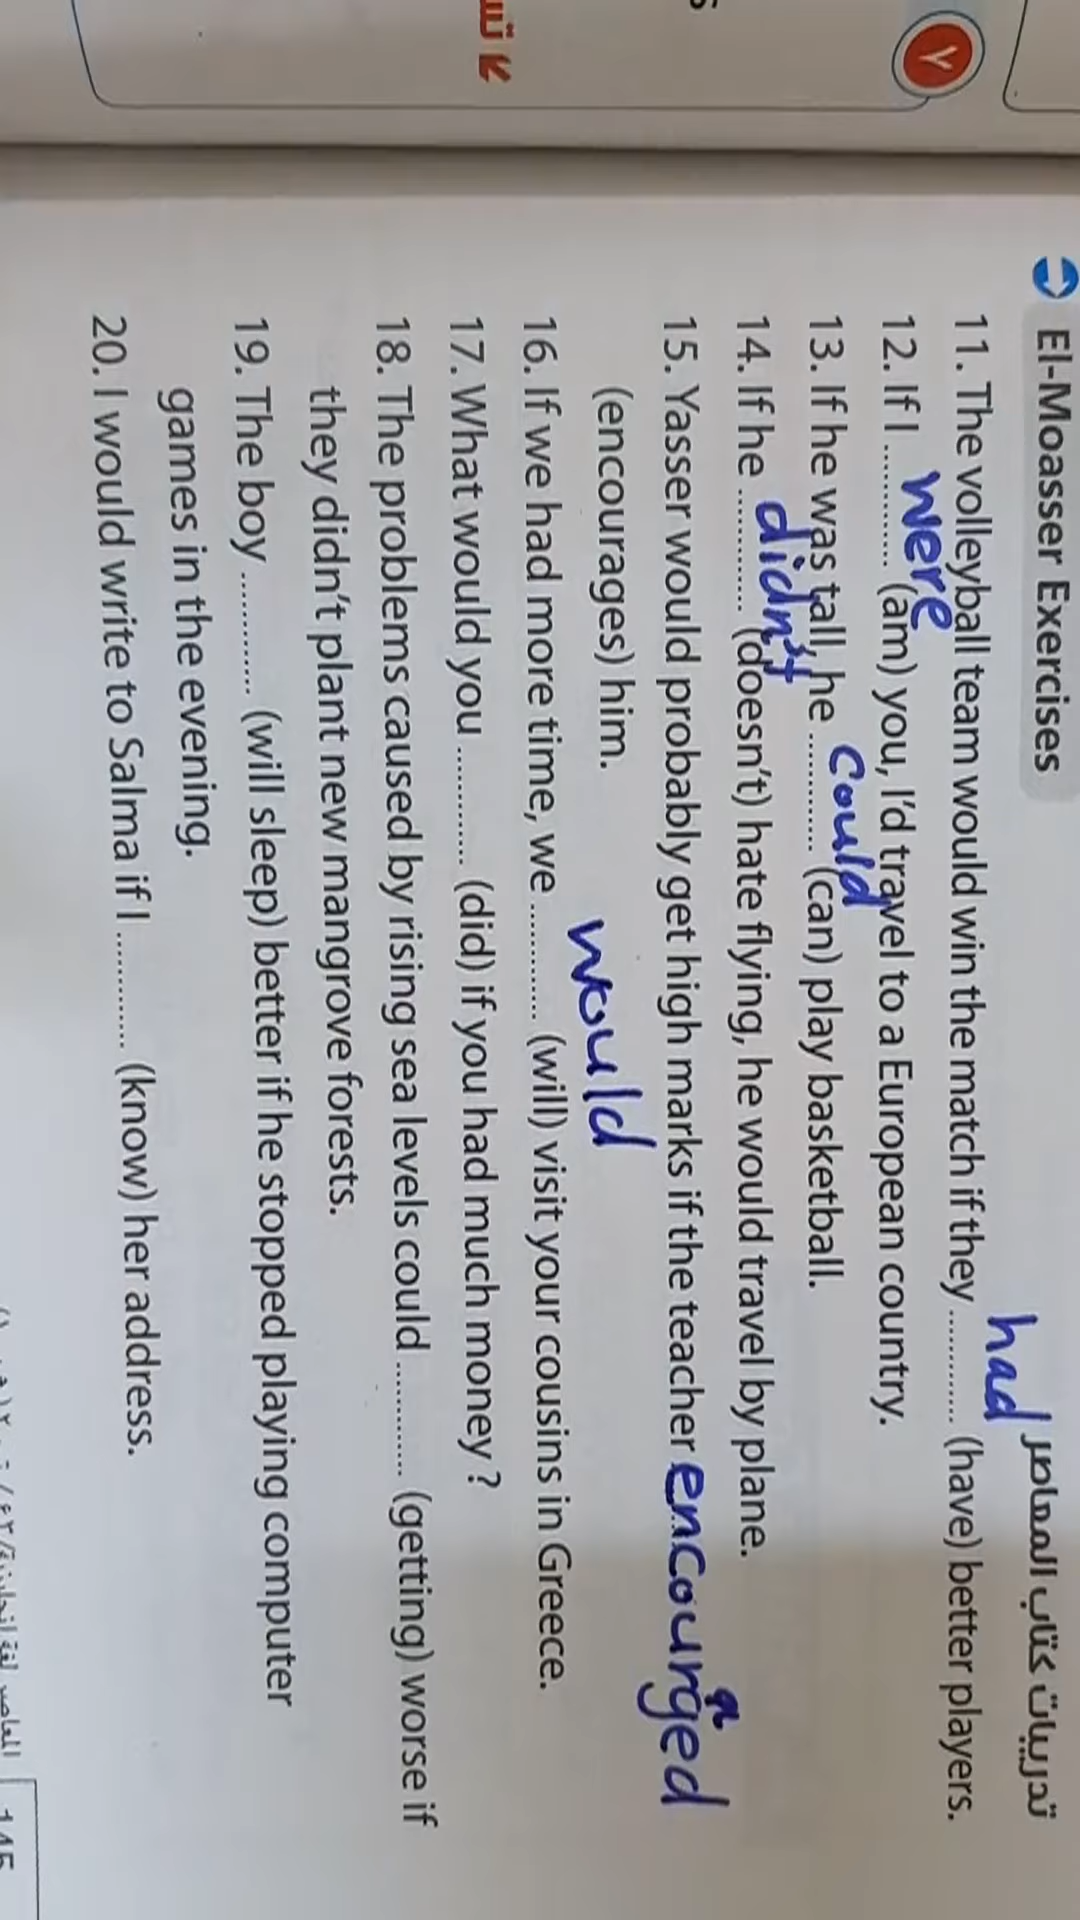 ٧
El-Moasser Exercises
تدريبات كتاب المعاصر
had
11. The volleyball team would win the match if they ............ (have) better players.
were
12. If I ............ (am) you, I'd travel to a European country.
could
13. If he was tall, he ............ (can) play basketball.
didn't
14. If he ............ (doesn't) hate flying, he would travel by plane.
15. Yasser would probably get high marks if the teacher encouraged
(encourages) him.
would
16. If we had more time, we ............ (will) visit your cousins in Greece.
17. What would you ............ (did) if you had much money?
18. The problems caused by rising sea levels could ............ (getting) worse if
they didn't plant new mangrove forests.
19. The boy ............ (will sleep) better if he stopped playing computer
games in the evening.
20. I would write to Salma if I ............ (know) her address.
المعاصر لغة إنجليزية